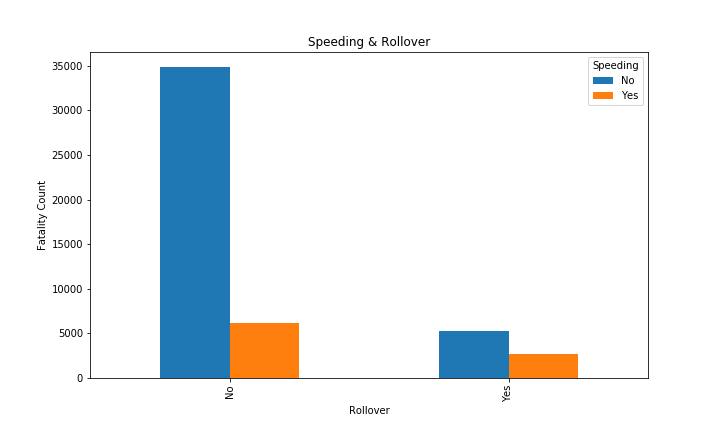 Speeding & Rollover
Speeding
No
Yes
Fatality Count
35000
30000
25000
20000
15000
10000
5000
0
No
Yes
Rollover